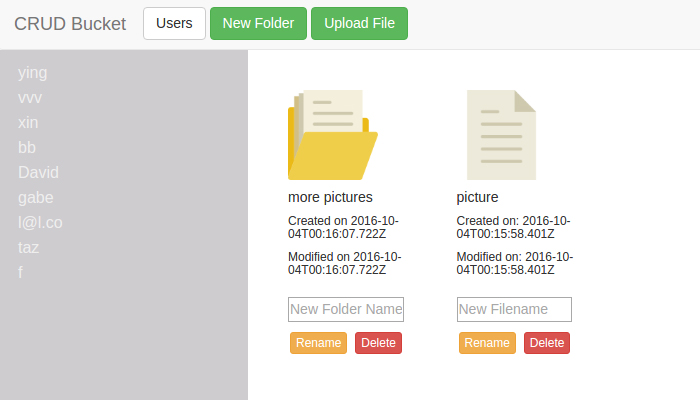 CRUD Bucket Users New Folder Upload File
ying
vvv
xin
bb
David
gabe
l@l.co
taz
f
more pictures
Created on 2016-10-
04T00:16:07.722Z
Modified on 2016-10-
04T00:16:07.722Z
New Folder Name
Rename Delete
picture
Created on: 2016-10-
04T00:15:58.401Z
Modified on: 2016-10-
04T00:15:58.401Z
New Filename
Rename Delete